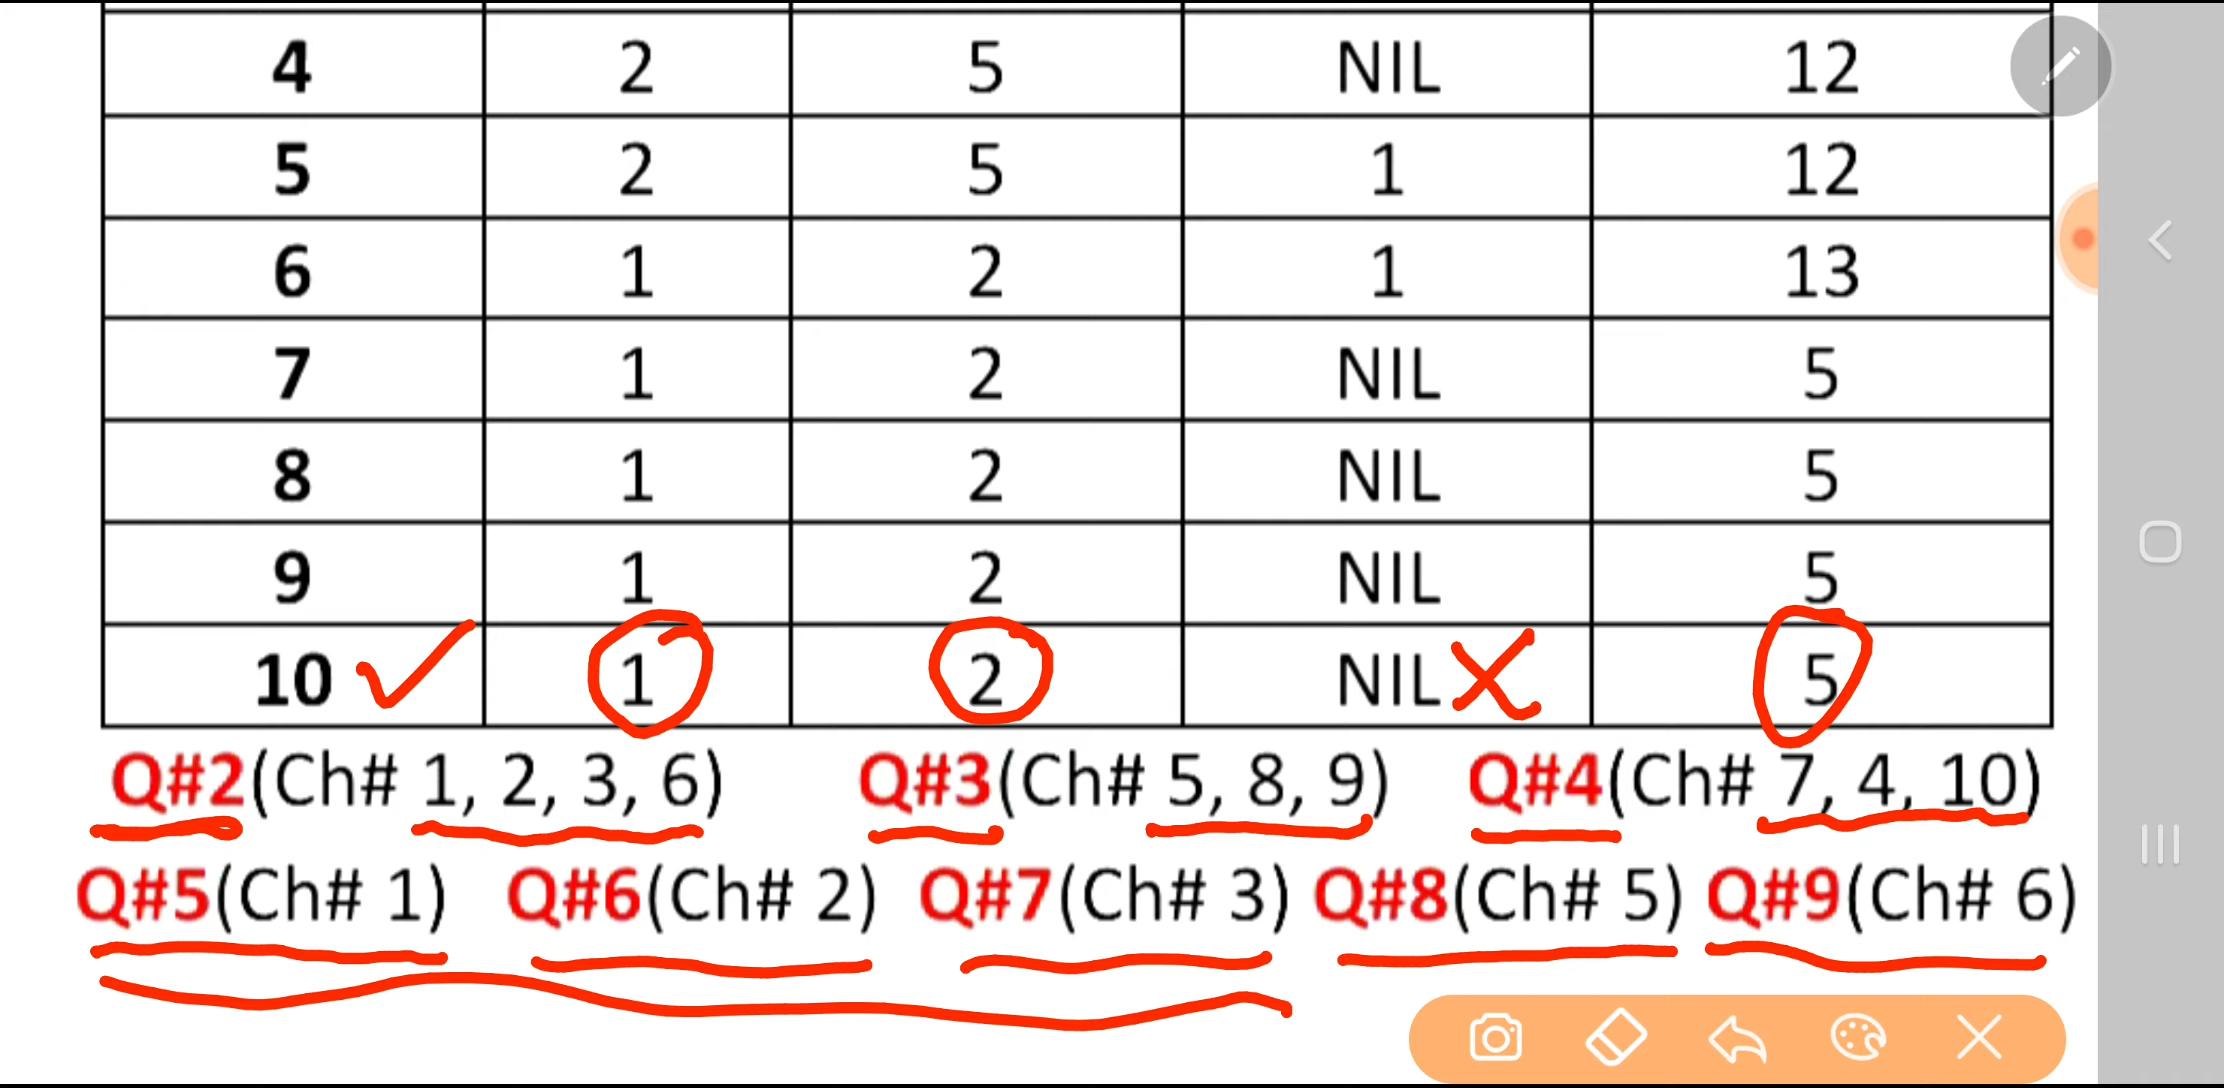 4 2 5 NIL 12
5 2 5 1 12
6 1 2 1 13
7 1 2 NIL 5
8 1 2 NIL 5
9 1 2 NIL 5
10 1 2 NIL 5
Q#2(Ch# 1, 2, 3, 6) Q#3(Ch# 5, 8, 9) Q#4(Ch# 7, 4, 10)
Q#5(Ch# 1) Q#6(Ch# 2) Q#7(Ch# 3) Q#8(Ch# 5) Q#9(Ch# 6)